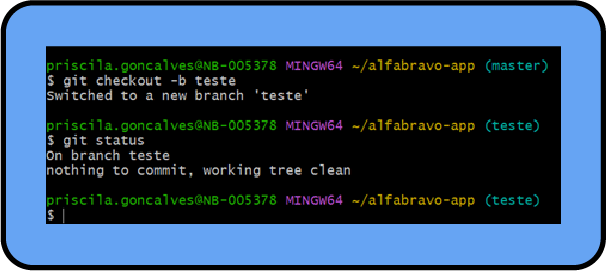 priscila.goncalves@NB-005378 MINGW64 ~/alfabravo-app (master)
$ git checkout -b teste
Switched to a new branch 'teste'
priscila.goncalves@NB-005378 MINGW64 ~/alfabravo-app (teste)
$ git status
On branch teste
nothing to commit, working tree clean
priscila.goncalves@NB-005378 MINGW64 ~/alfabravo-app (teste)
$